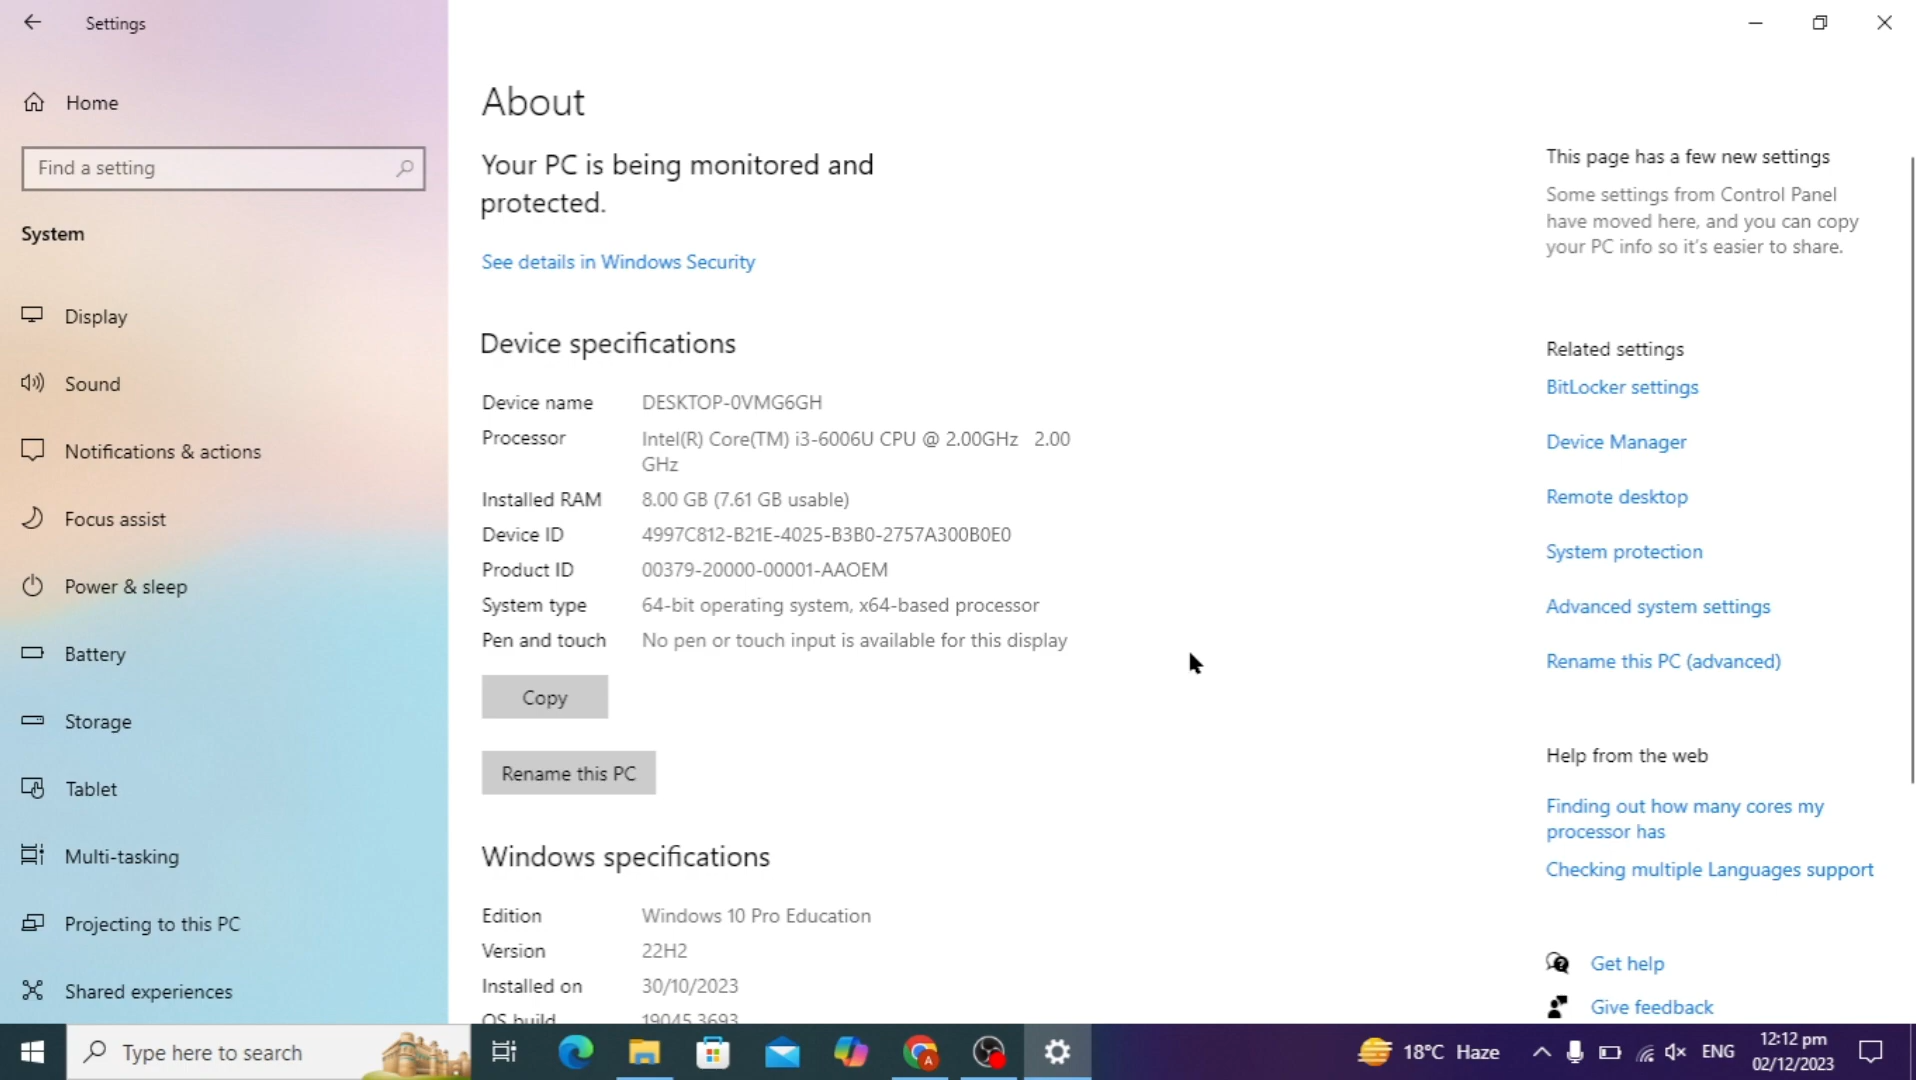 Settings
Home
Find a setting
System
Display
Sound
Notifications & actions
Focus assist
Power & sleep
Battery
Storage
Tablet
Multi-tasking
Projecting to this PC
Shared experiences
About
Your PC is being monitored and
protected.
See details in Windows Security
Device specifications
Device name DESKTOP-0VMG6GH
Processor Intel(R) Core(TM) i3-6006U CPU @ 2.00GHz 2.00
GHz
Installed RAM 8.00 GB (7.61 GB usable)
Device ID 4997C812-B21E-4025-B3B0-2757A300B0E0
Product ID 00379-20000-00001-AAOEM
System type 64-bit operating system, x64-based processor
Pen and touch No pen or touch input is available for this display
Copy
Rename this PC
Windows specifications
Edition Windows 10 Pro Education
Version 22H2
Installed on 30/10/2023
OS build 19045.3693
This page has a few new settings
Some settings from Control Panel
have moved here, and you can copy
your PC info so it's easier to share.
Related settings
BitLocker settings
Device Manager
Remote desktop
System protection
Advanced system settings
Rename this PC (advanced)
Help from the web
Finding out how many cores my
processor has
Checking multiple Languages support
Get help
Give feedback
Type here to search
A
18°C Haze
ENG
12:12 pm
02/12/2023